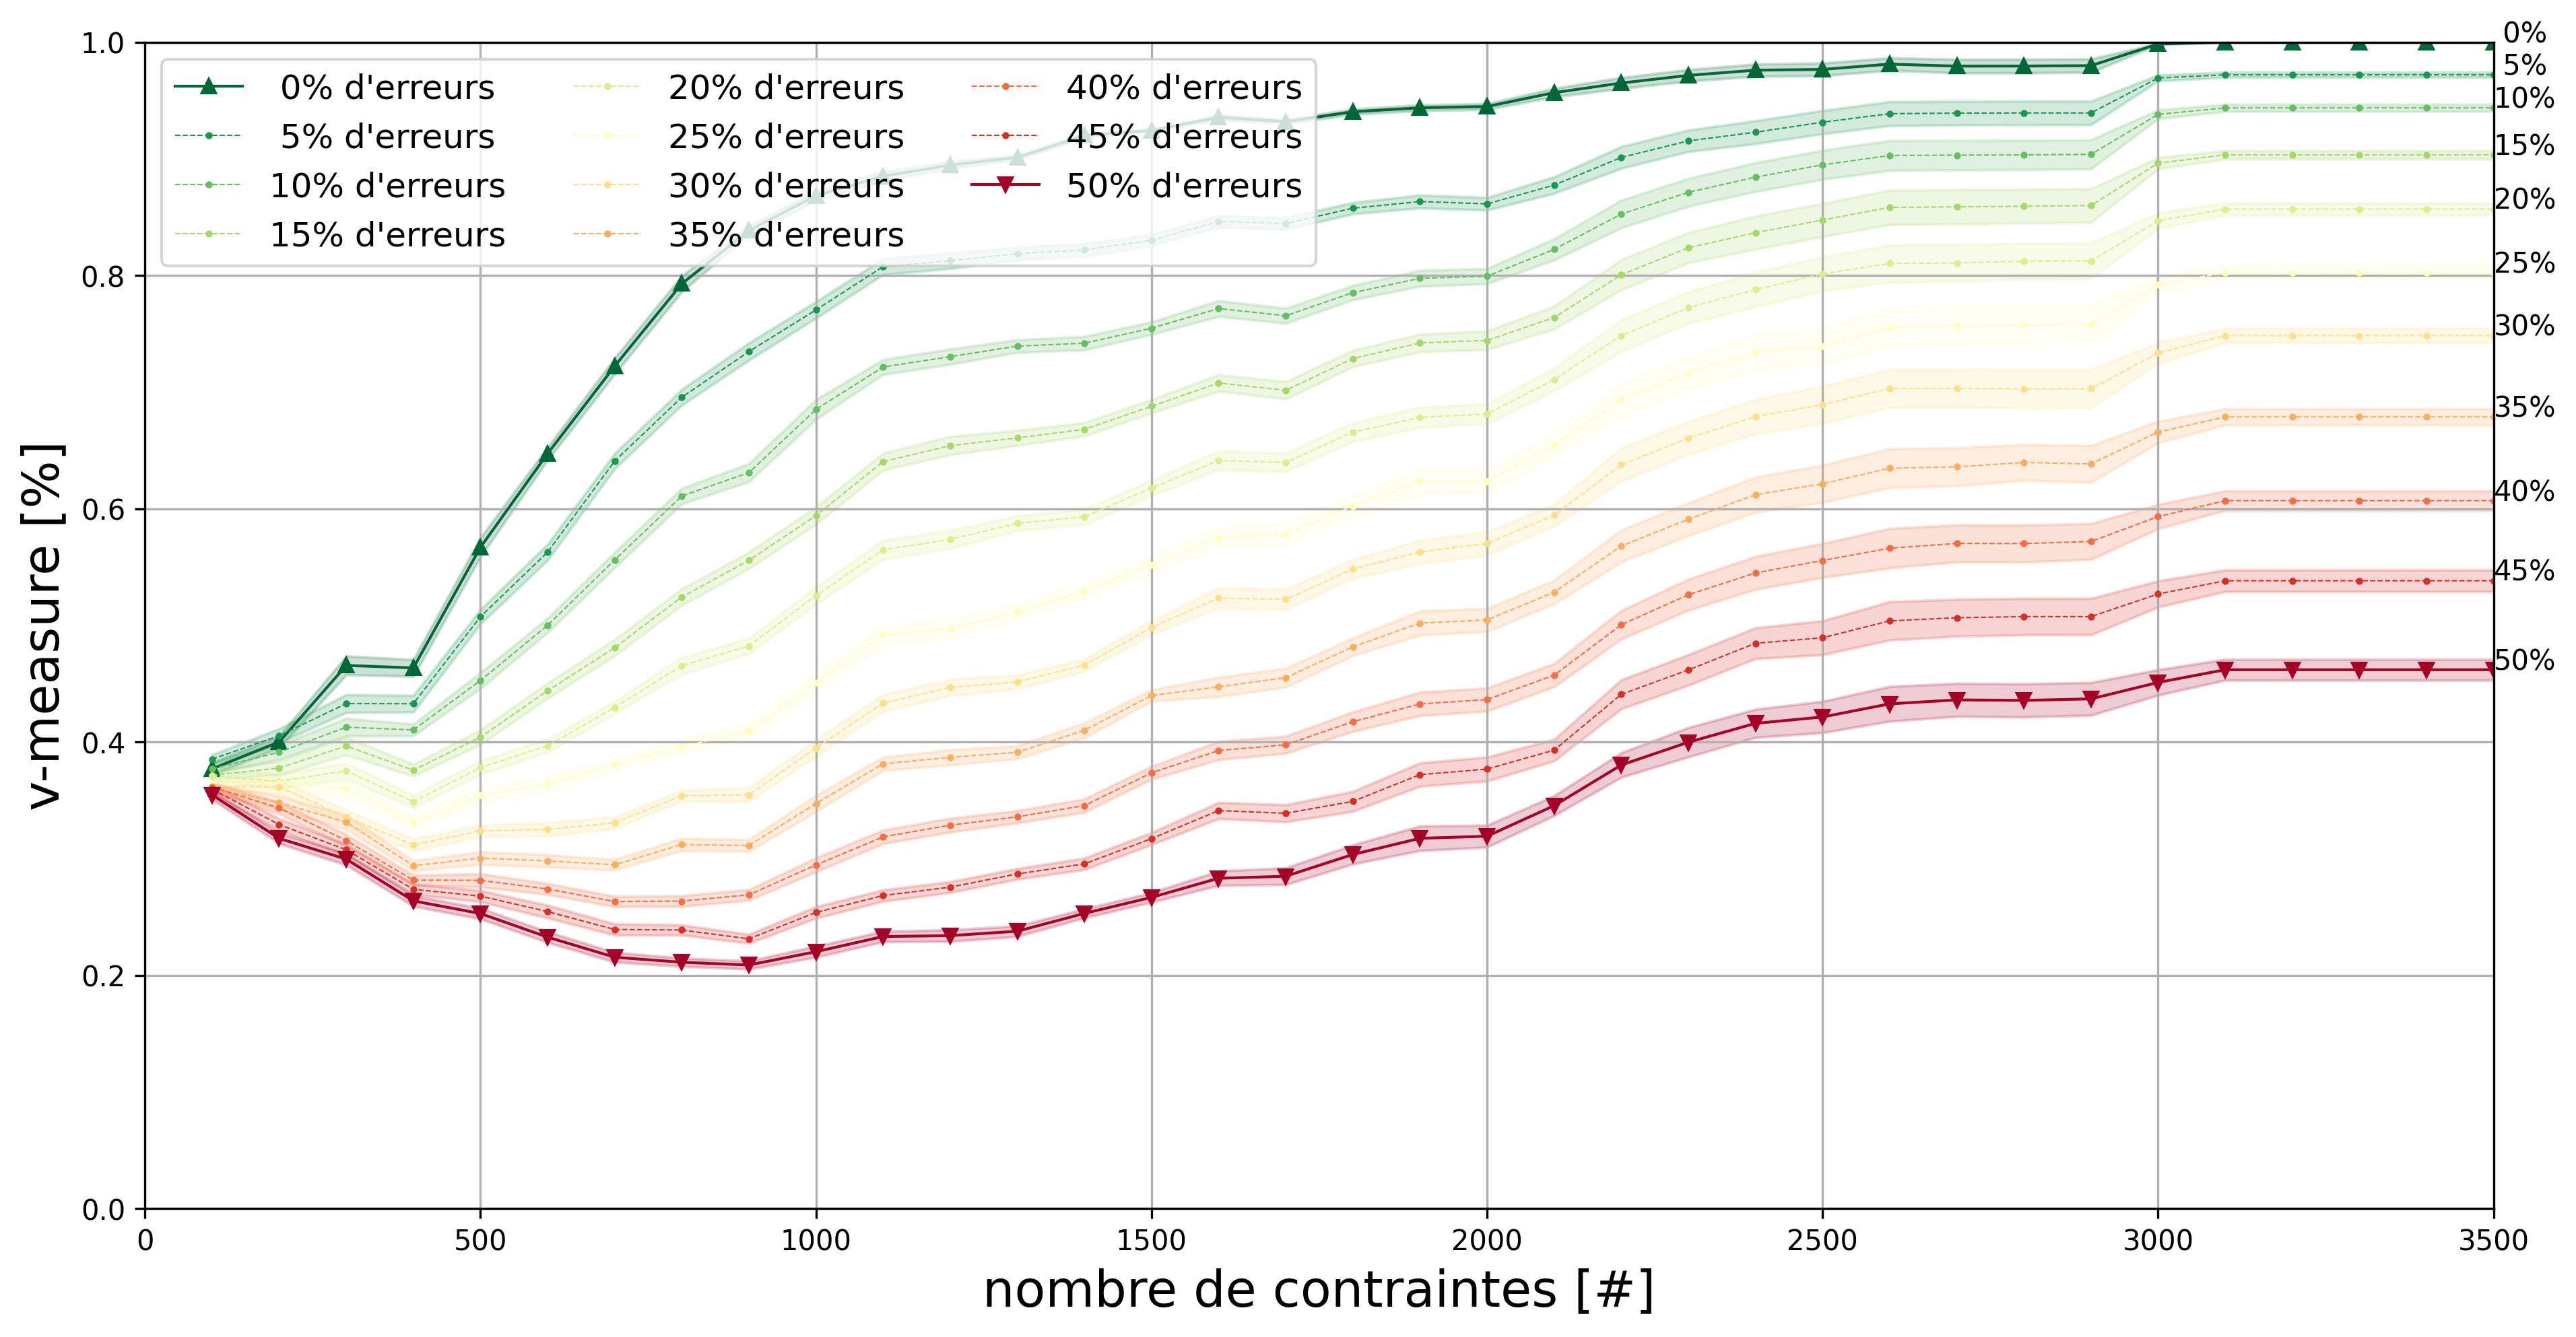 1.0
0.8
0.6
0.4
0.2
0.0
v-measure [%]
0% d'erreurs
5% d'erreurs
10% d'erreurs
15% d'erreurs
20% d'erreurs
25% d'erreurs
30% d'erreurs
35% d'erreurs
40% d'erreurs
45% d'erreurs
50% d'erreurs
0%
5%
10%
15%
20%
25%
30%
35%
40%
45%
50%
0 500 1000 1500 2000 2500 3000 3500
nombre de contraintes [#]